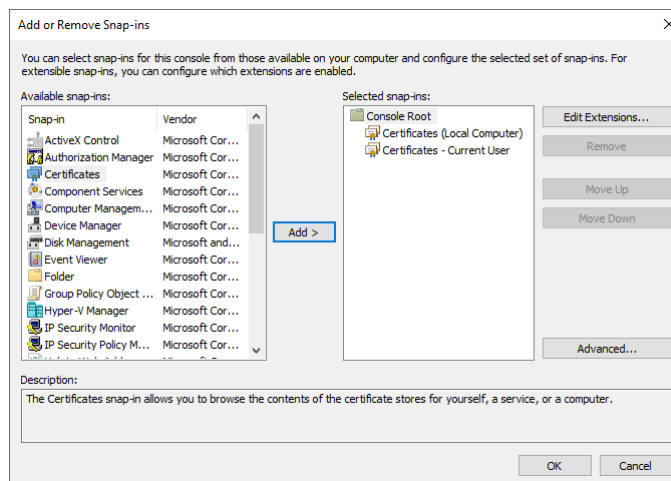 Add or Remove Snap-ins
You can select snap-ins for this console from those available on your computer and configure the selected set of snap-ins. For
extensible snap-ins, you can configure which extensions are enabled.
Available snap-ins:
Snap-in Vendor
ActiveX Control Microsoft Cor...
Authorization Manager Microsoft Cor...
Certificates Microsoft Cor...
Component Services Microsoft Cor...
Computer Managem... Microsoft Cor...
Device Manager Microsoft Cor...
Disk Management Microsoft and...
Event Viewer Microsoft Cor...
Folder Microsoft Cor...
Group Policy Object ... Microsoft Cor...
Hyper-V Manager Microsoft Cor...
IP Security Monitor Microsoft Cor...
IP Security Policy M... Microsoft Cor...
Add >
Selected snap-ins:
Console Root
Certificates (Local Computer)
Certificates - Current User
Edit Extensions...
Remove
Move Up
Move Down
Advanced...
Description:
The Certificates snap-in allows you to browse the contents of the certificate stores for yourself, a service, or a computer.
OK
Cancel